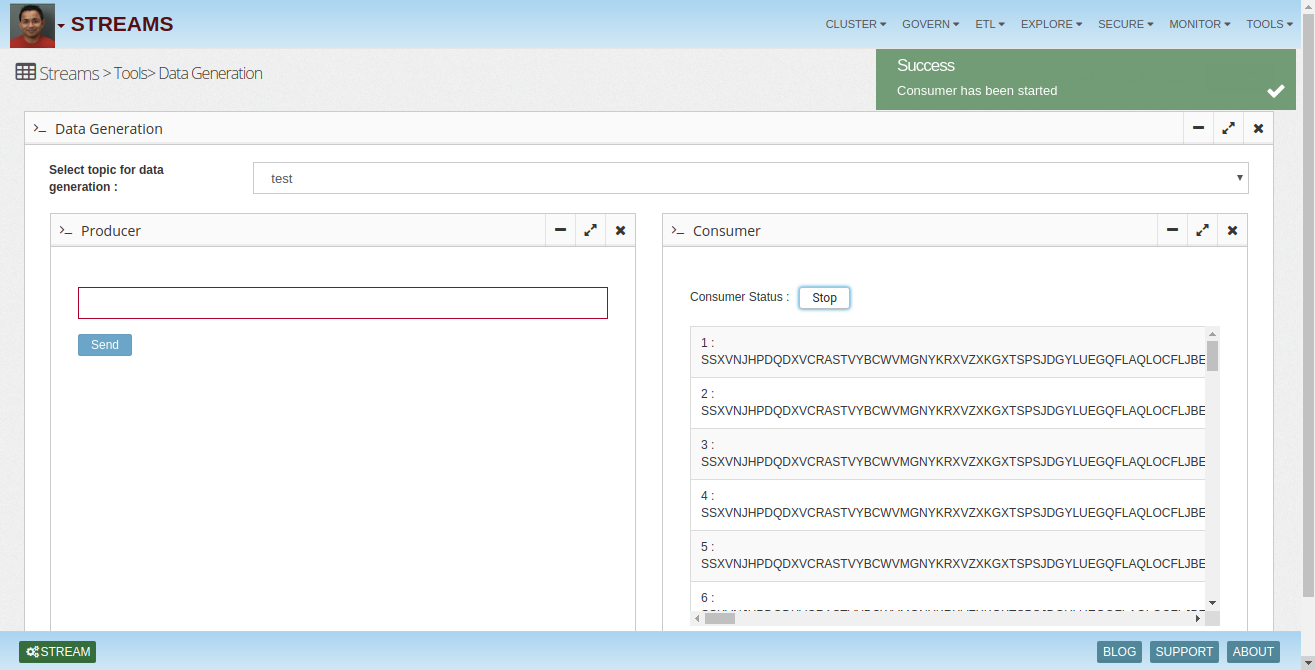 STREAMS
CLUSTER GOVERN ETL EXPLORE SECURE MONITOR TOOLS
Streams > Tools> Data Generation
Success
Consumer has been started
Data Generation
Select topic for data
generation :
test
Producer
Send
Consumer
Consumer Status : Stop
1 :
SSXVNJHPDQDXVCRASTVYBCWVMGNYKRXVZXKGXTSPSJDGYLUEGQFLAQLOCFLJBE
2 :
SSXVNJHPDQDXVCRASTVYBCWVMGNYKRXVZXKGXTSPSJDGYLUEGQFLAQLOCFLJBE
3 :
SSXVNJHPDQDXVCRASTVYBCWVMGNYKRXVZXKGXTSPSJDGYLUEGQFLAQLOCFLJBE
4 :
SSXVNJHPDQDXVCRASTVYBCWVMGNYKRXVZXKGXTSPSJDGYLUEGQFLAQLOCFLJBE
5 :
SSXVNJHPDQDXVCRASTVYBCWVMGNYKRXVZXKGXTSPSJDGYLUEGQFLAQLOCFLJBE
6 :
STREAM
BLOG SUPPORT ABOUT